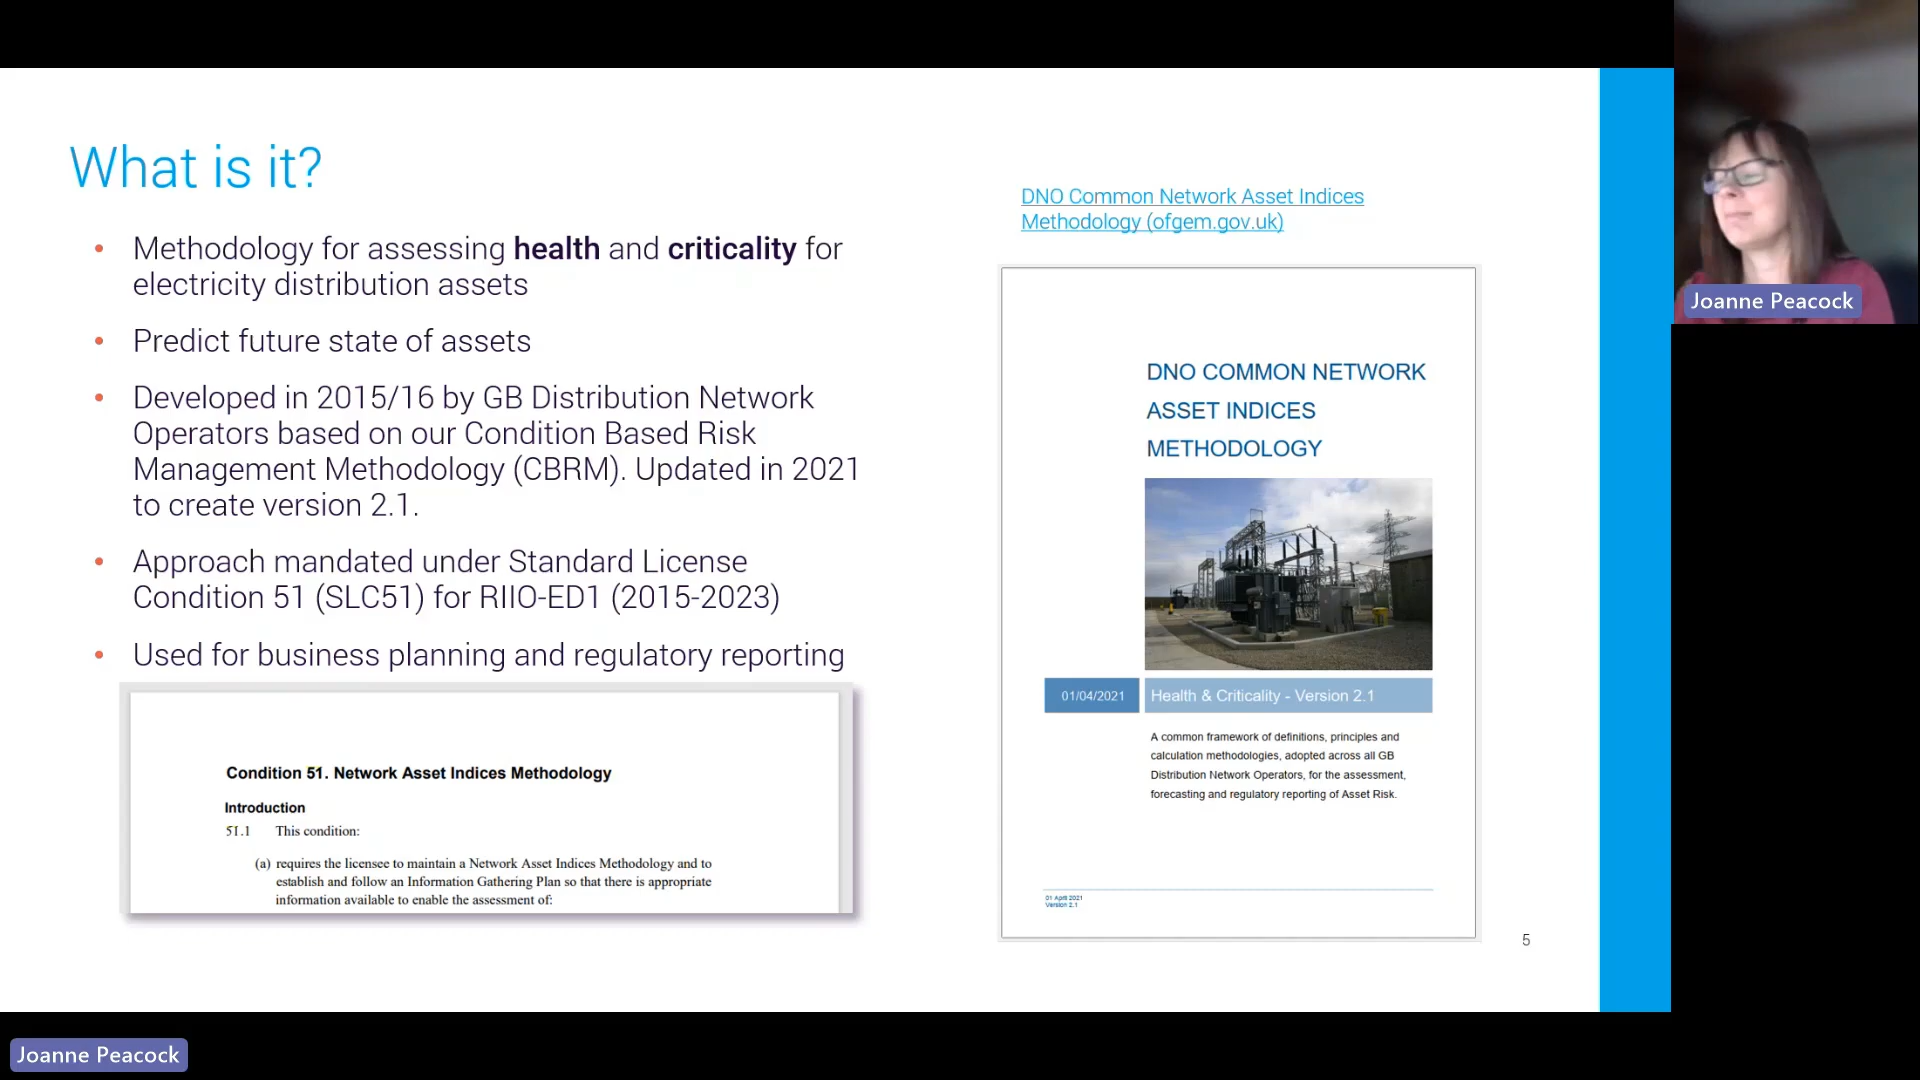 What is it?
• Methodology for assessing health and criticality for
electricity distribution assets
• Predict future state of assets
• Developed in 2015/16 by GB Distribution Network
Operators based on our Condition Based Risk
Management Methodology (CBRM). Updated in 2021
to create version 2.1.
• Approach mandated under Standard License
Condition 51 (SLC51) for RIIO-ED1 (2015-2023)
• Used for business planning and regulatory reporting
Condition 51. Network Asset Indices Methodology
Introduction
51.1 This condition:
(a) requires the licensee to maintain a Network Asset Indices Methodology and to
establish and follow an Information Gathering Plan so that there is appropriate
information available to enable the assessment of:
DNO Common Network Asset Indices
Methodology (ofgem.gov.uk)
DNO COMMON NETWORK
ASSET INDICES
METHODOLOGY
01/04/2021 Health & Criticality - Version 2.1
A common framework of definitions, principles and
calculation methodologies, adopted across all GB
Distribution Network Operators, for the assessment,
forecasting and regulatory reporting of Asset Risk.
01 April 2021
Version 2.1
5
Joanne Peacock
Joanne Peacock